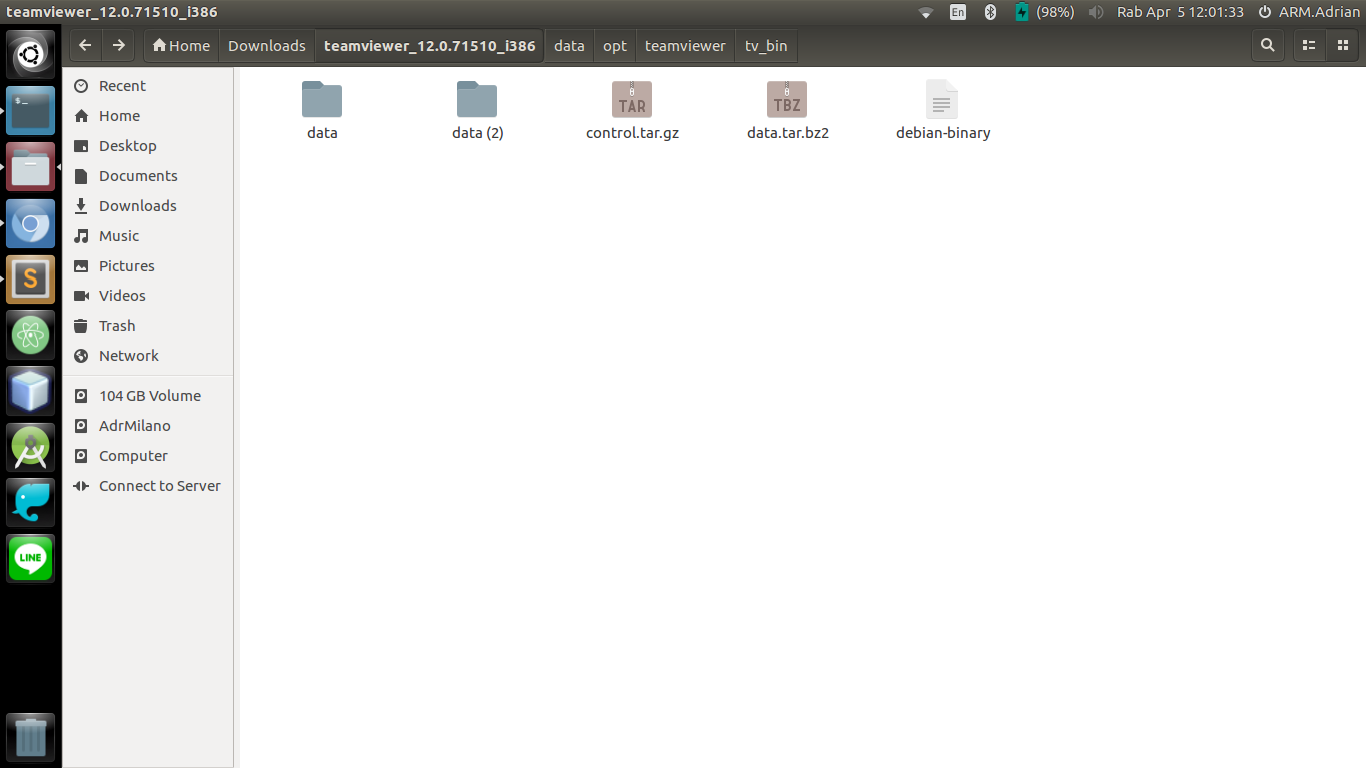 teamviewer_12.0.71510_i386
En
(98%)
Rab Apr 5 12:01:33
ARM.Adrian
Home
Downloads
teamviewer_12.0.71510_i386
data
opt
teamviewer
tv_bin
Recent
Home
Desktop
Documents
Downloads
Music
Pictures
Videos
Trash
Network
104 GB Volume
AdrMilano
Computer
Connect to Server
data
data (2)
TAR
control.tar.gz
TBZ
data.tar.bz2
debian-binary
$_
S
LINE